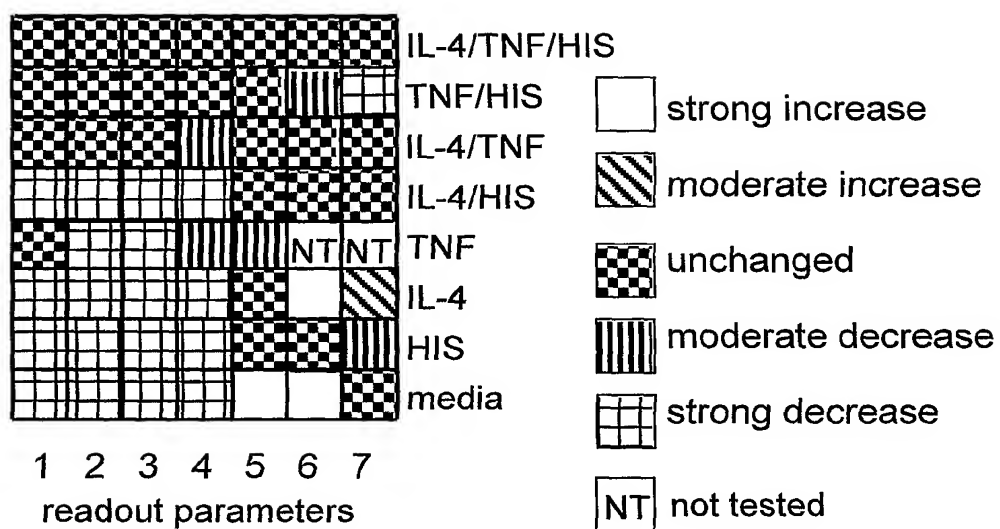 IL-4/TNF/HIS
TNF/HIS
IL-4/TNF
IL-4/HIS
NT NT TNF
IL-4
HIS
media
1 2 3 4 5 6 7
readout parameters
strong increase
moderate increase
unchanged
moderate decrease
strong decrease
NT not tested